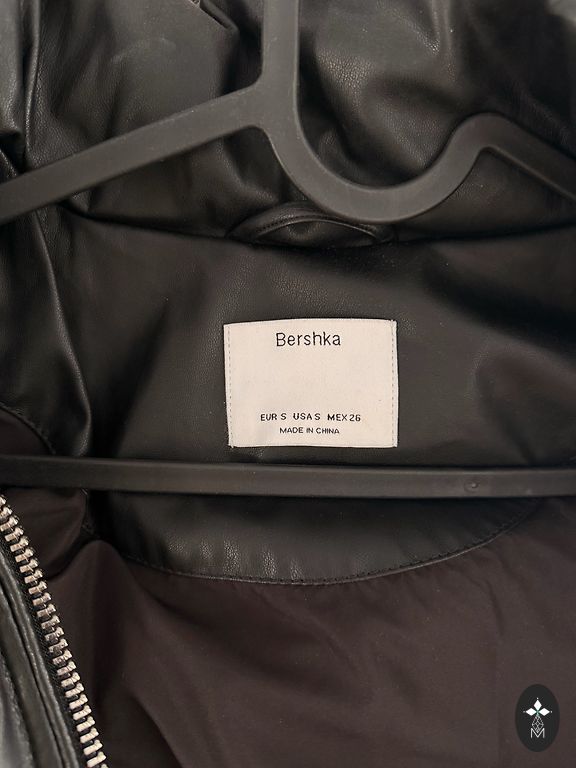 Bershka
EUR S USA S MEX 26
MADE IN CHINA
M